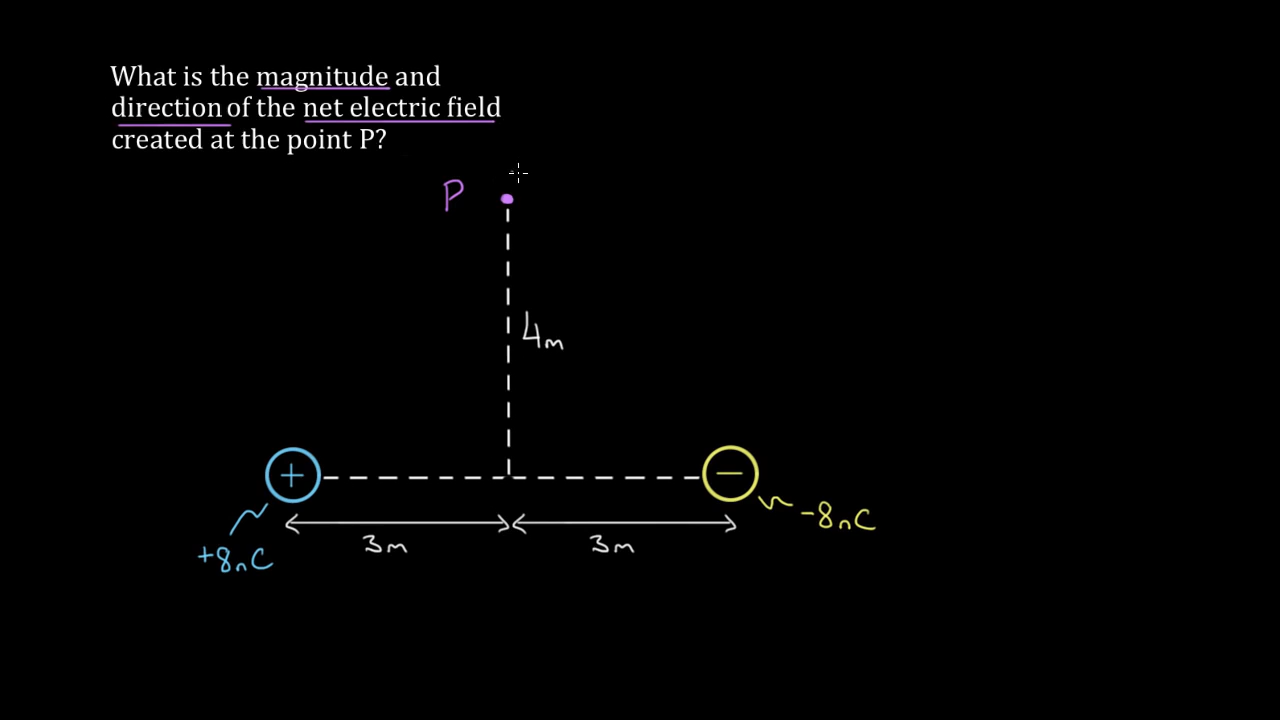 What is the magnitude and
direction of the net electric field
created at the point P?
P
4m
+
−
-8nC
3m
3m
+8nC